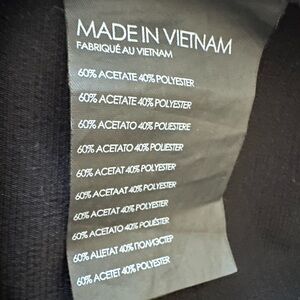 MADE IN VIETNAM
FABRIQUÉ AU VIETNAM
60% ACETATE 40% POLYESTER
60% ACÉTATE 40% POLYESTER
60% ACETATO 40% POLIESTERE
60% ACETATO 40% POLIÉSTER
60% ACETAT 40% POLYESTER
60% ACETAAT 40% POLYESTER
60% ACETAT 40% POLYESTER
60% ACETATO 40% POLIÉSTER
60% АЦЕТАТ 40% ПОЛИЭСТЕР
60% ACETET 40% POLYESTER